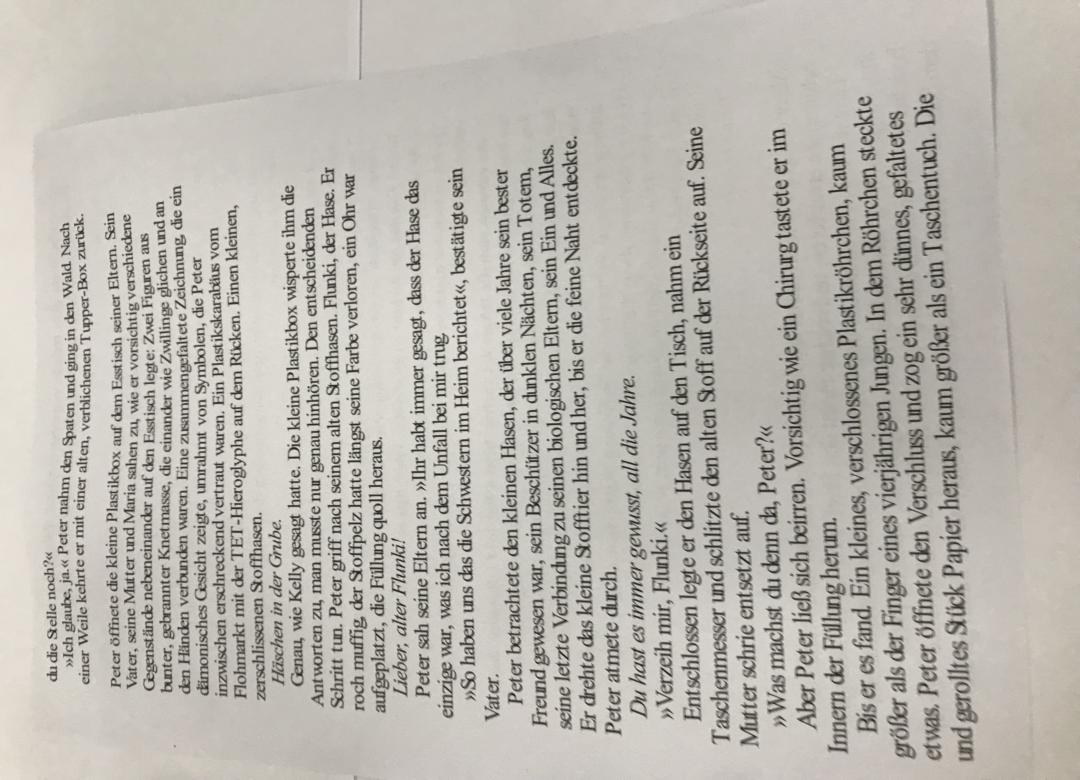 du die Stelle noch?«
»Ich glaube, ja.« Peter nahm den Spaten und ging in den Wald. Nach
einer Weile kehrte er mit einer alten, verblichenen Tupper-Box zurück.
Peter öffnete die kleine Plastikbox auf dem Esstisch seiner Eltern. Sein
Vater, seine Mutter und Maria sahen zu, wie er vorsichtig verschiedene
Gegenstände nebeneinander auf den Esstisch legte: Zwei Figuren aus
bunter, gebrannter Knetmasse, die einander wie Zwillinge glichen und an
den Händen verbunden waren. Eine zusammengefaltete Zeichnung, die ein
dämonisches Gesicht zeigte, umrahmt von Symbolen, die Peter
inzwischen erschreckend vertraut waren. Ein Plastikskarabäus vom
Flohmarkt mit der TET-Hieroglyphe auf dem Rücken. Einen kleinen,
zerschlissenen Stoffhasen.
Häschen in der Grube.
Genau, wie Kelly gesagt hatte. Die kleine Plastikbox wisperte ihm die
Antworten zu, man musste nur genau hinhören. Den entscheidenden
Schritt tun. Peter griff nach seinem alten Stoffhasen. Flunki, der Hase. Er
roch muffig, der Stoffpelz hatte längst seine Farbe verloren, ein Ohr war
aufgeplatzt, die Füllung quoll heraus.
Lieber, alter Flunki!
Peter sah seine Eltern an. »Ihr habt immer gesagt, dass der Hase das
einzige war, was ich nach dem Unfall bei mir trug.
»So haben uns das die Schwestern im Heim berichtet«, bestätigte sein
Vater.
Peter betrachtete den kleinen Hasen, der über viele Jahre sein bester
Freund gewesen war, sein Beschützer in dunklen Nächten, sein Totem,
seine letzte Verbindung zu seinen biologischen Eltern, sein Ein und Alles.
Er drehte das kleine Stofftier hin und her, bis er die feine Naht entdeckte.
Peter atmete durch.
Du hast es immer gewusst, all die Jahre.
»Verzeih mir, Flunki.«
Entschlossen legte er den Hasen auf den Tisch, nahm ein
Taschenmesser und schlitzte den alten Stoff auf der Rückseite auf. Seine
Mutter schrie entsetzt auf.
»Was machst du denn da, Peter?«
Aber Peter ließ sich beirren. Vorsichtig wie ein Chirurg tastete er im
Innern der Füllung herum.
Bis er es fand. Ein kleines, verschlossenes Plastikröhrchen, kaum
größer als der Finger eines vierjährigen Jungen. In dem Röhrchen steckte
etwas. Peter öffnete den Verschluss und zog ein sehr dünnes, gefaltetes
und gerolltes Stück Papier heraus, kaum größer als ein Taschentuch. Die